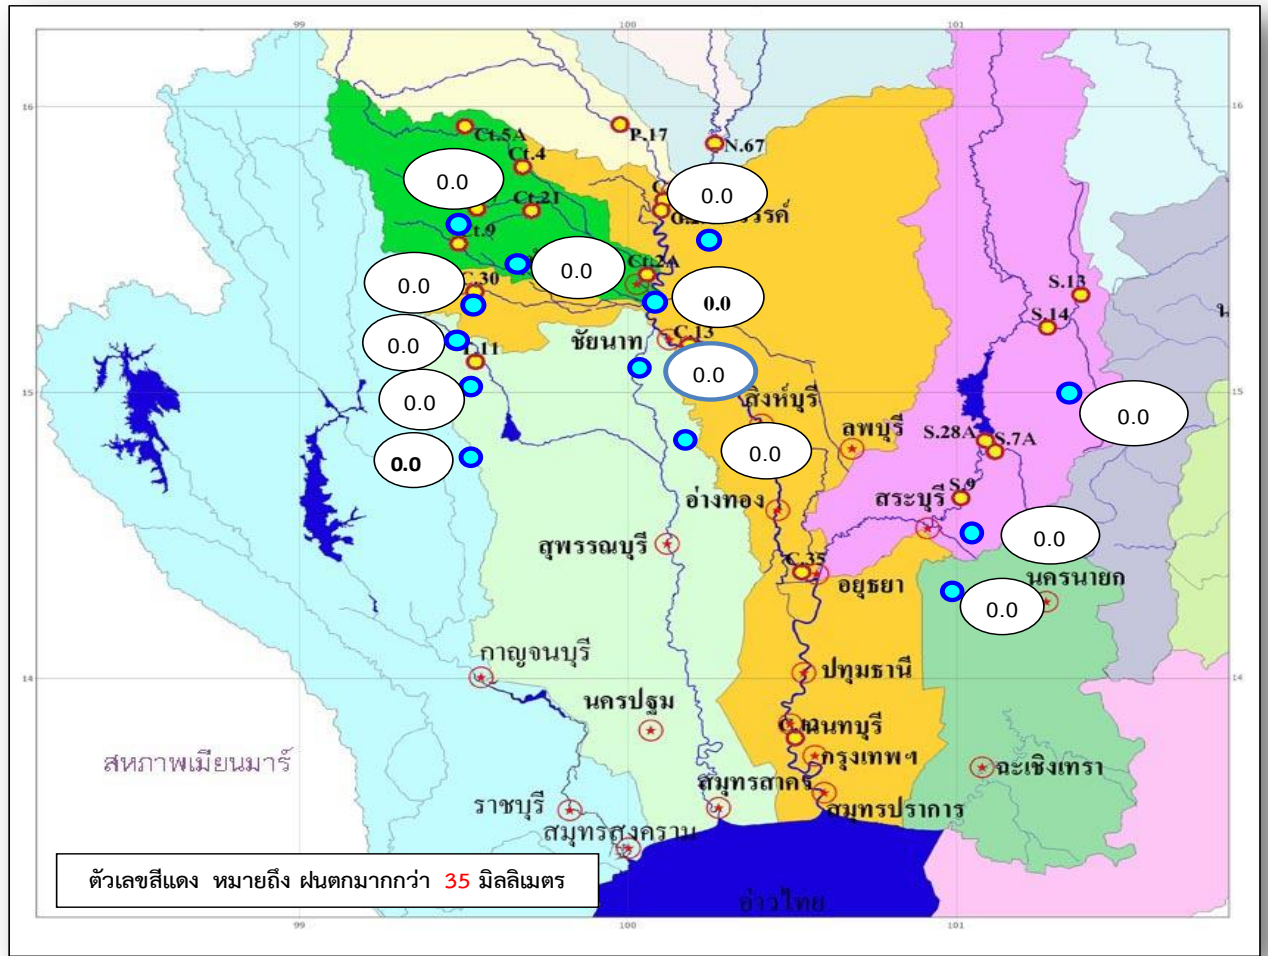 99
100
101
16
16
Ct.5A
P.17
Ct.4
N.67
0.0
0.0
Ct.21
Ct.9
0.0
Ct.2A
0.0
C.30
0.0
S.13
S.14
ชัยนาท
C.13
0.0
0.0
15
15
สิงห์บุรี
0.0
0.0
ลพบุรี
S.28A
S.7A
0.0
0.0
S.9
อ่างทอง
สระบุรี
สุพรรณบุรี
0.0
C.35
อยุธยา
นครนายก
0.0
กาญจนบุรี
ปทุมธานี
14
14
นครปฐม
นนทบุรี
สหภาพเมียนมาร์
กรุงเทพฯ
ฉะเชิงเทรา
สมุทรสาคร
ราชบุรี
สมุทรปราการ
สมุทรสงคราม
ตัวเลขสีแดง หมายถึง ฝนตกมากกว่า 35 มิลลิเมตร
อ่าวไทย
99
100
101